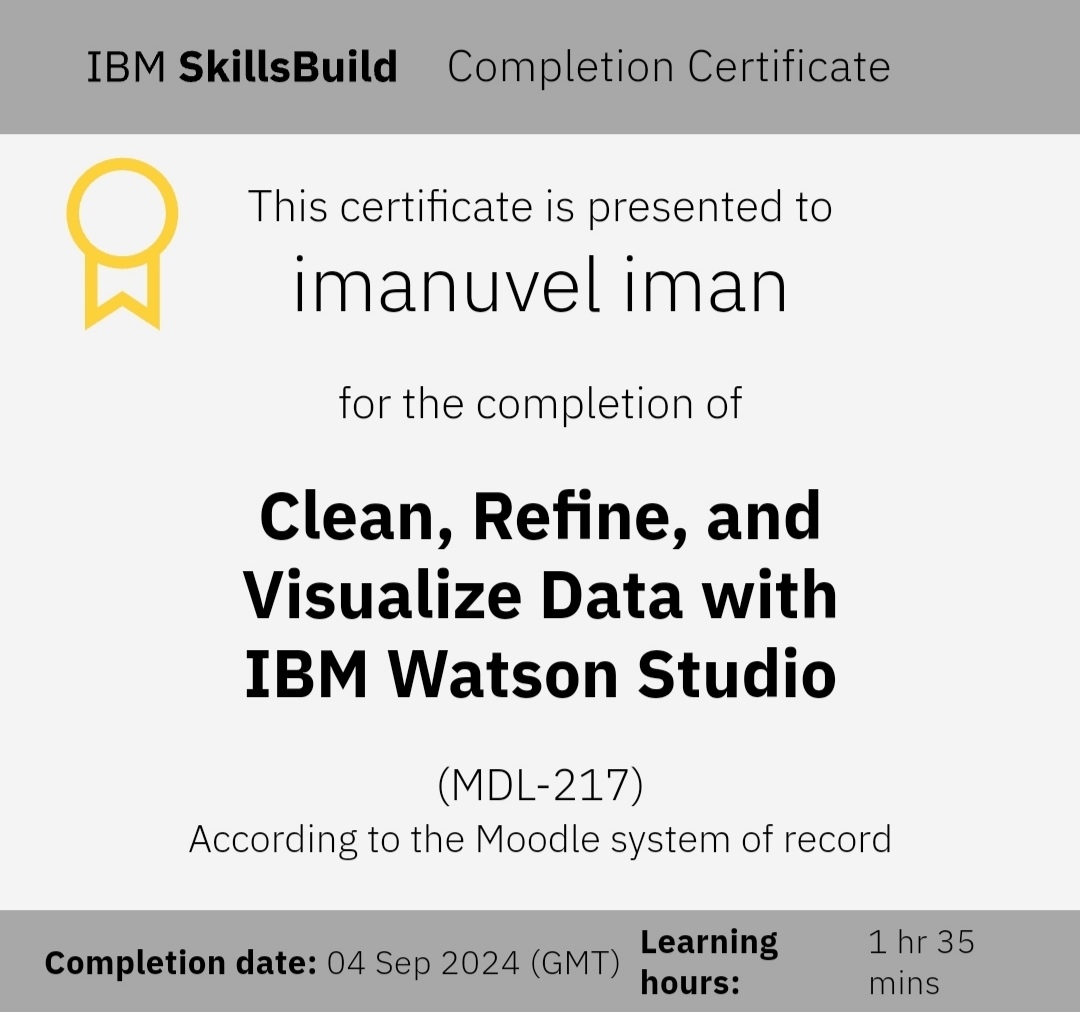 IBM SkillsBuild Completion Certificate
This certificate is presented to
imanuvel iman
for the completion of
Clean, Refine, and
Visualize Data with
IBM Watson Studio
(MDL-217)
According to the Moodle system of record
Completion date: 04 Sep 2024 (GMT)
Learning
hours:
1 hr 35
mins